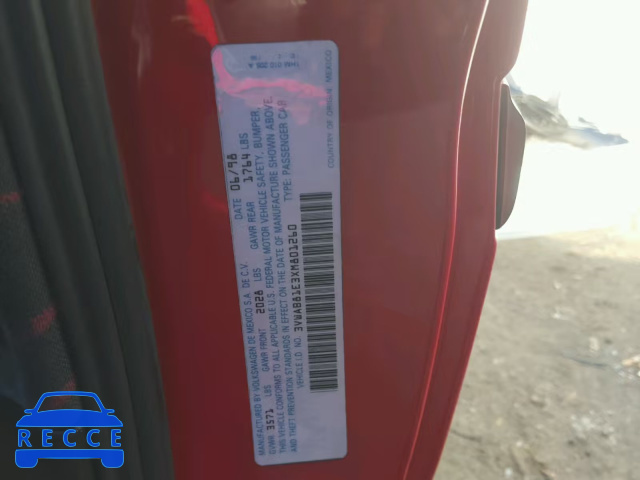 MANUFACTURED BY VOLKSWAGEN DE MEXICO S.A. DE C.V. DATE 06/98
GVWR 3571 LBS GAWR FRONT 2028 LBS GAWR REAR 1764 LBS
THIS VEHICLE CONFORMS TO ALL APPLICABLE U.S. FEDERAL MOTOR VEHICLE SAFETY, BUMPER,
AND THEFT PREVENTION STANDARDS IN EFFECT ON THE DATE OF MANUFACTURE SHOWN ABOVE.
VEHICLE I.D. NO. 3VWABB1E3XM801260 TYPE: PASSENGER CAR
COUNTRY OF ORIGIN: MEXICO
RECCE